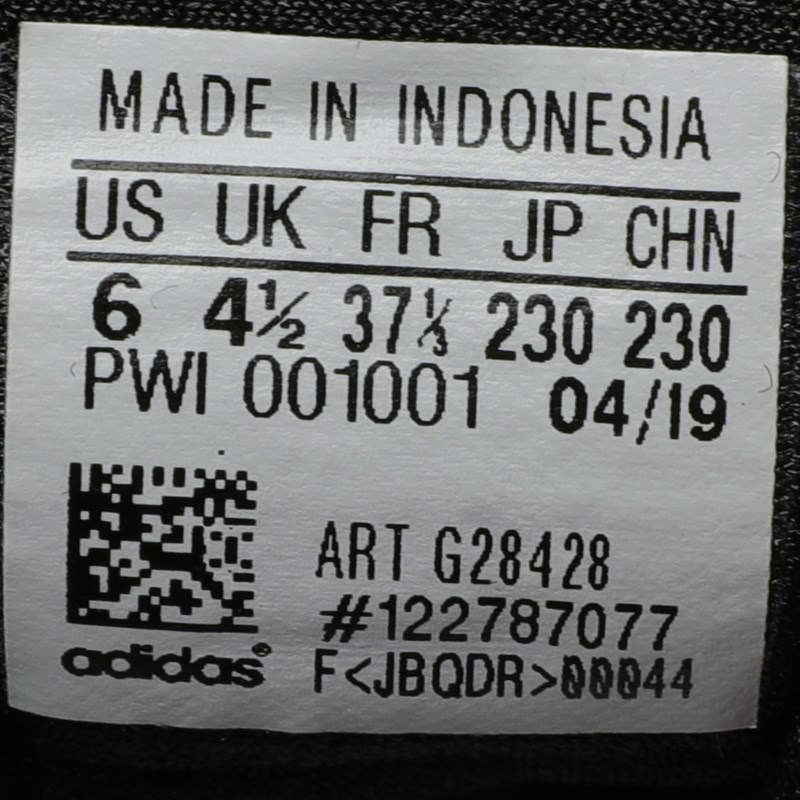 MADE IN INDONESIA
US UK FR JP CHN
6 4½ 37⅓ 230 230
PWI 001001 04/19
ART G28428
#122787077
adidas® F<JBQDR>00044